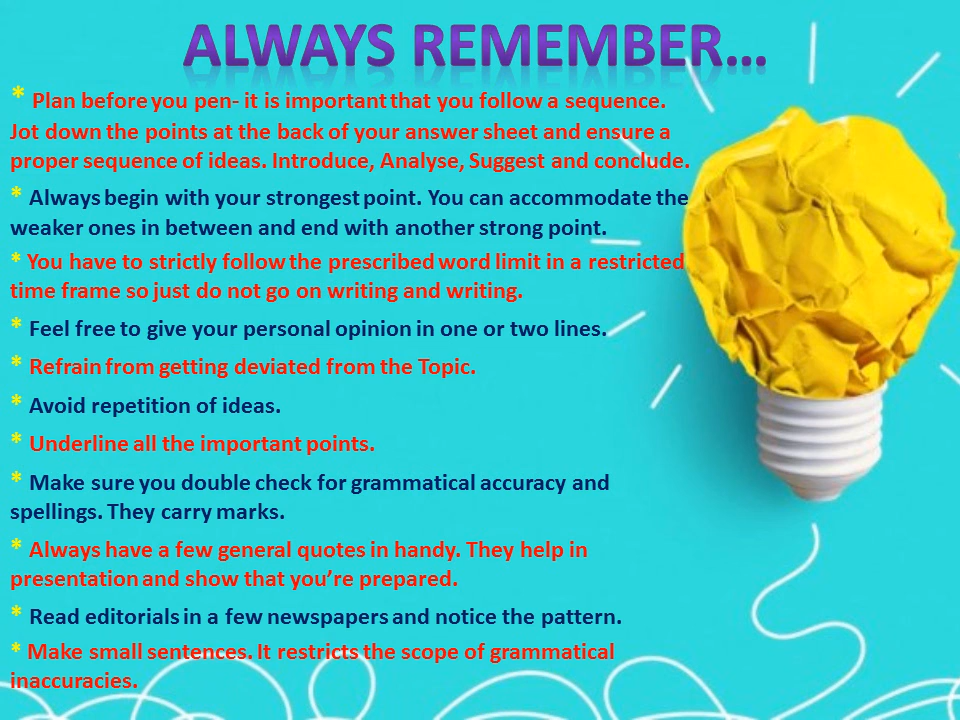 ALWAYS REMEMBER...
* Plan before you pen- it is important that you follow a sequence.
Jot down the points at the back of your answer sheet and ensure a
proper sequence of ideas. Introduce, Analyse, Suggest and conclude.
* Always begin with your strongest point. You can accommodate the
weaker ones in between and end with another strong point.
* You have to strictly follow the prescribed word limit in a restricted
time frame so just do not go on writing and writing.
* Feel free to give your personal opinion in one or two lines.
* Refrain from getting deviated from the Topic.
* Avoid repetition of ideas.
* Underline all the important points.
* Make sure you double check for grammatical accuracy and
spellings. They carry marks.
* Always have a few general quotes in handy. They help in
presentation and show that you’re prepared.
* Read editorials in a few newspapers and notice the pattern.
* Make small sentences. It restricts the scope of grammatical
inaccuracies.